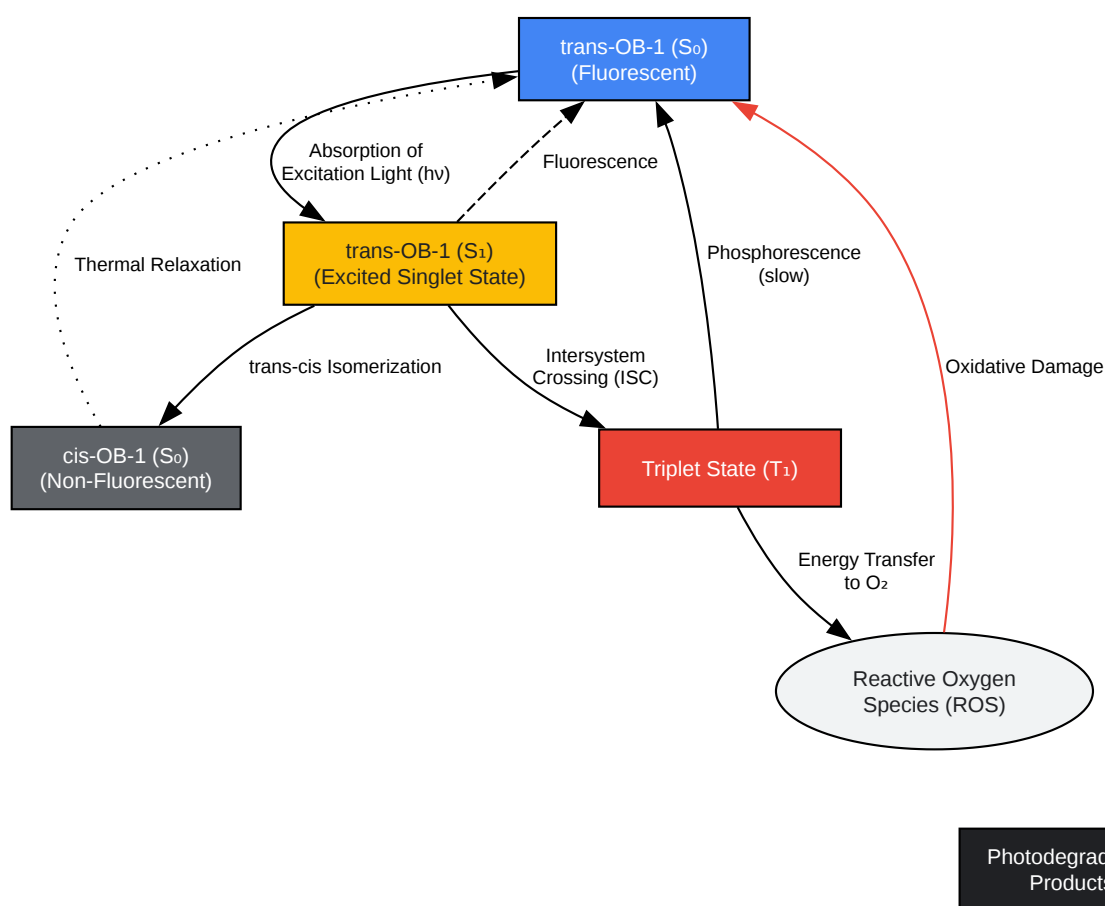 trans-OB-1 (S₀)
(Fluorescent)
Absorption of
Excitation Light (hν)
Fluorescence
trans-OB-1 (S₁)
(Excited Singlet State)
Thermal Relaxation
Phosphorescence
(slow)
trans-cis Isomerization
Intersystem
Crossing (ISC)
Oxidative Damage
cis-OB-1 (S₀)
(Non-Fluorescent)
Triplet State (T₁)
Energy Transfer
to O₂
Reactive Oxygen
Species (ROS)
Photodegrad
Products